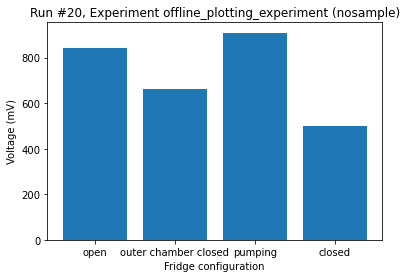 Run #20, Experiment offline_plotting_experiment (nosample)
800
600
400
200
0
Voltage (mV)
open
outer chamber closed
pumping
closed
Fridge configuration